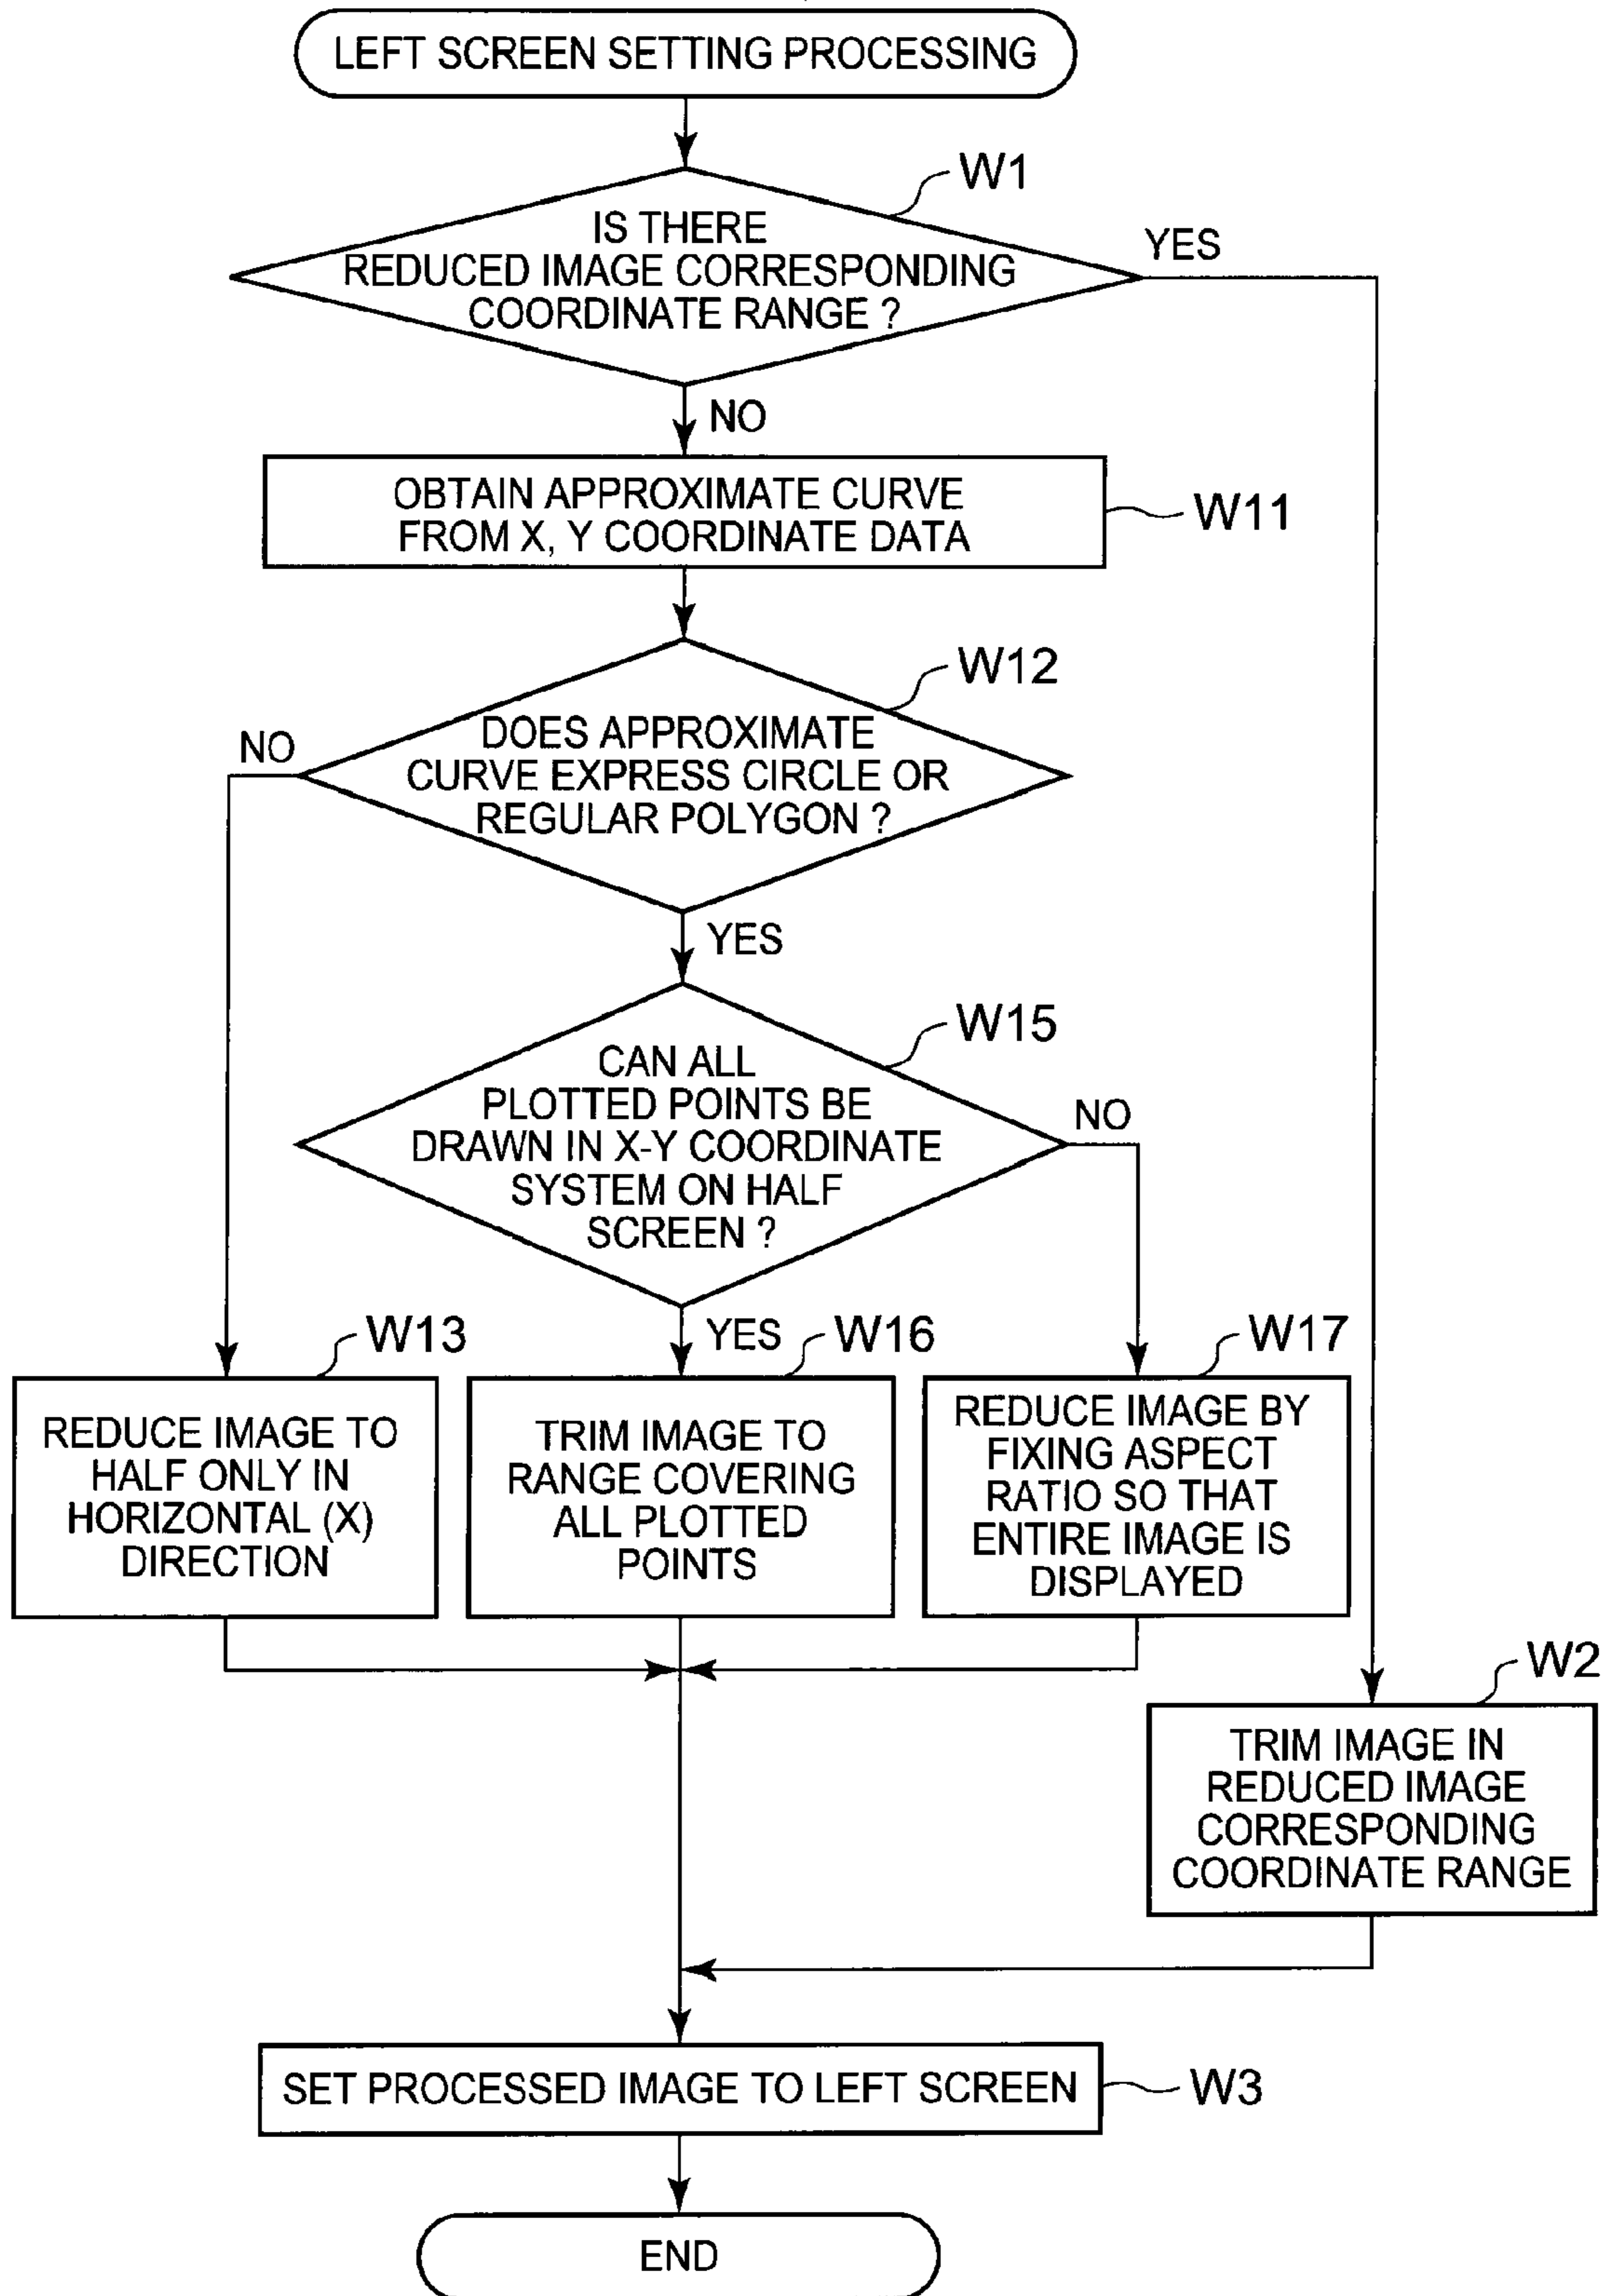 LEFT SCREEN SETTING PROCESSING
W1
IS THERE
REDUCED IMAGE CORRESPONDING
COORDINATE RANGE ?
YES
NO
OBTAIN APPROXIMATE CURVE
FROM X, Y COORDINATE DATA
W11
W12
DOES APPROXIMATE
CURVE EXPRESS CIRCLE OR
REGULAR POLYGON ?
NO
YES
W15
CAN ALL
PLOTTED POINTS BE
DRAWN IN X-Y COORDINATE
SYSTEM ON HALF
SCREEN ?
NO
YES
W13
REDUCE IMAGE TO
HALF ONLY IN
HORIZONTAL (X)
DIRECTION
W16
TRIM IMAGE TO
RANGE COVERING
ALL PLOTTED
POINTS
W17
REDUCE IMAGE BY
FIXING ASPECT
RATIO SO THAT
ENTIRE IMAGE IS
DISPLAYED
W2
TRIM IMAGE IN
REDUCED IMAGE
CORRESPONDING
COORDINATE RANGE
SET PROCESSED IMAGE TO LEFT SCREEN
W3
END